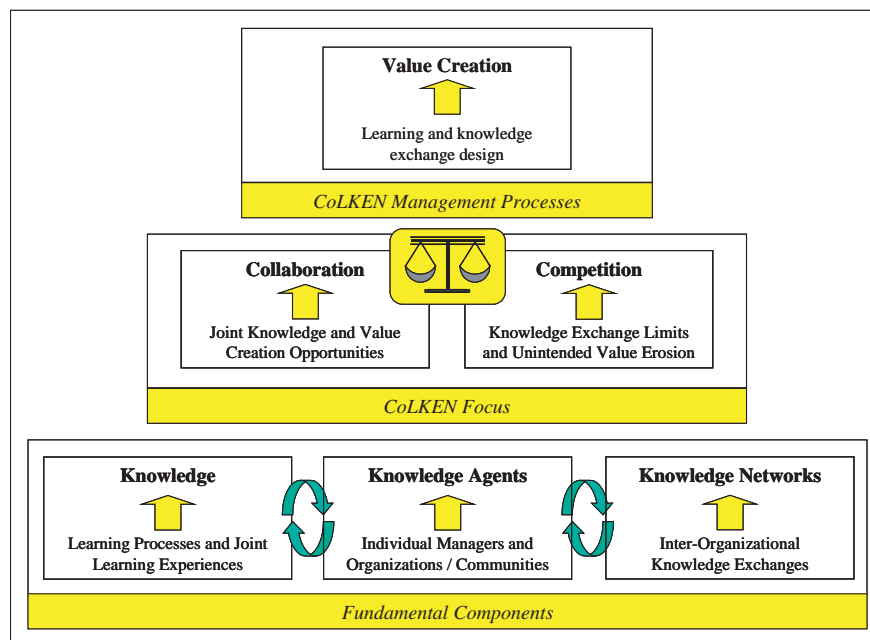 Value Creation
Learning and knowledge
exchange design
CoLKEN Management Processes
Collaboration
Joint Knowledge and Value
Creation Opportunities
Competition
Knowledge Exchange Limits
and Unintended Value Erosion
CoLKEN Focus
Knowledge
Learning Processes and Joint
Learning Experiences
Knowledge Agents
Individual Managers and
Organizations / Communities
Knowledge Networks
Inter-Organizational
Knowledge Exchanges
Fundamental Components